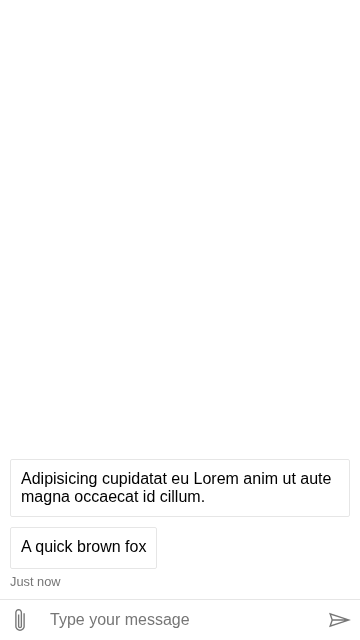 Adipisicing cupidatat eu Lorem anim ut aute
magna occaecat id cillum.
A quick brown fox
Just now
Type your message